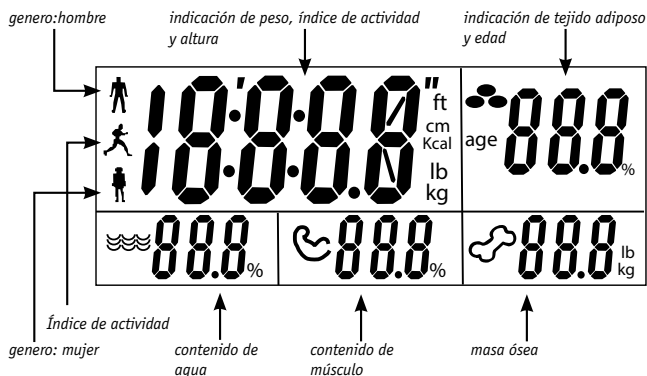 genero:hombre
indicación de peso, índice de actividad
y altura
indicación de tejido adiposo
y edad
18:8:8.8 " ft
cm
Kcal
lb
kg
age 88.8 %
88.8 %
88.8 %
88.8 lb
kg
Índice de actividad
genero: mujer
contenido de
agua
contenido de
músculo
masa ósea